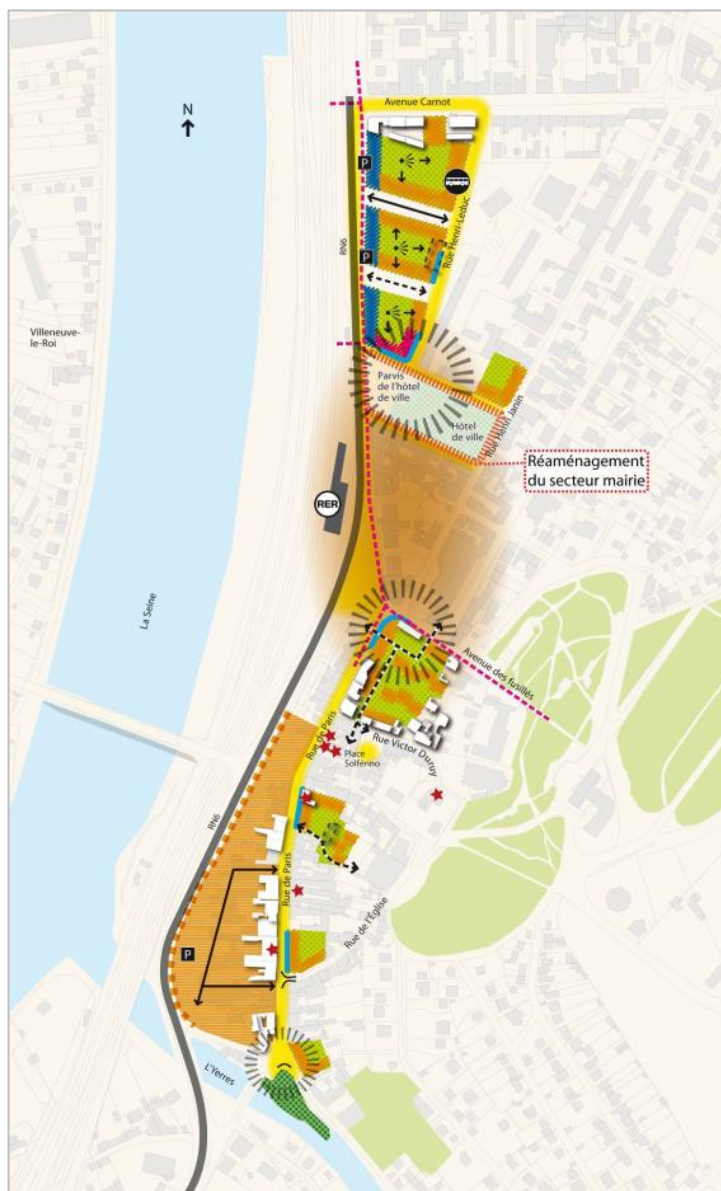 Avenue Carnot
N
P
Rue Henri-Leduc
RN6
P
Villeneuve-
le-Roi
Parvis
de l'hôtel
de ville
Hôtel
de ville
Rue Henri Janin
Réaménagement
du secteur mairie
RER
La Seine
Avenue des fusillés
Rue de Paris
Rue Victor Duruy
Place
Solférino
RN6
Rue de Paris
Rue de l'Église
P
L'Yerres